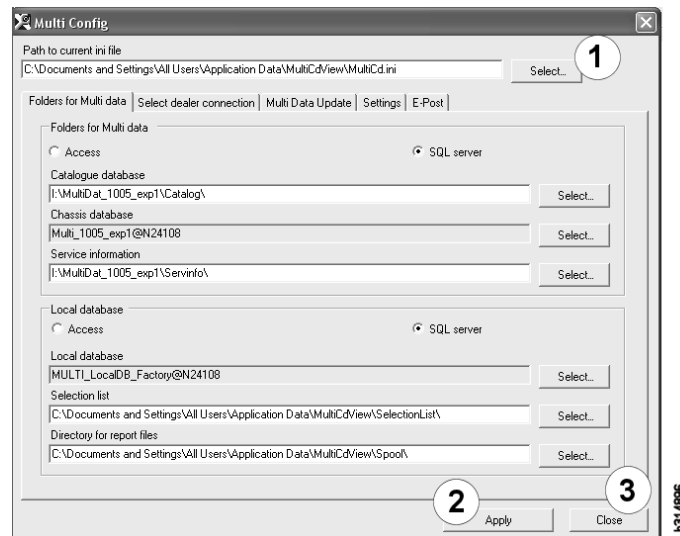 Multi Config
Path to current ini file
C:\Documents and Settings\All Users\Application Data\MultiCdView\MultiCd.ini
Select...
1
Folders for Multi data
Select dealer connection
Multi Data Update
Settings
E-Post
Folders for Multi data
Access
SQL server
Catalogue database
I:\MultiDat_1005_exp1\Catalog\
Select...
Chassis database
Multi_1005_exp1@N24108
Select...
Service information
I:\MultiDat_1005_exp1\Servinfo\
Select...
Local database
Access
SQL server
Local database
MULTI_LocalDB_Factory@N24108
Select...
Selection list
C:\Documents and Settings\All Users\Application Data\MultiCdView\SelectionList\
Select...
Directory for report files
C:\Documents and Settings\All Users\Application Data\MultiCdView\Spool\
Select...
2
Apply
3
Close
b314896